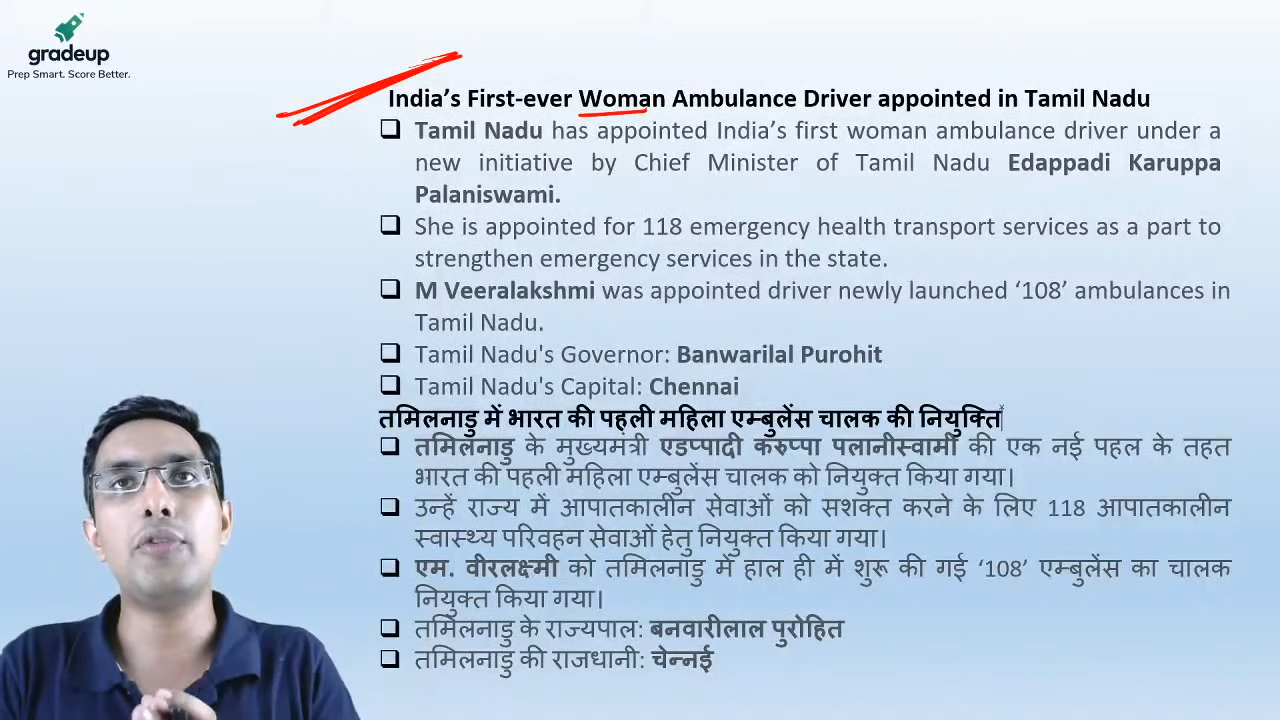 gradeup
Prep Smart. Score Better.
India's First-ever Woman Ambulance Driver appointed in Tamil Nadu
Tamil Nadu has appointed India's first woman ambulance driver under a
new initiative by Chief Minister of Tamil Nadu Edappadi Karuppa
Palaniswami.
She is appointed for 118 emergency health transport services as a part to
strengthen emergency services in the state.
M Veeralakshmi was appointed driver newly launched '108' ambulances in
Tamil Nadu.
Tamil Nadu's Governor: Banwarilal Purohit
Tamil Nadu's Capital: Chennai
तमिलनाडु में भारत की पहली महिला एम्बुलेंस चालक की नियुक्ति
तमिलनाडु के मुख्यमंत्री एडप्पादी करुप्पा पलानीस्वामी की एक नई पहल के तहत
भारत की पहली महिला एम्बुलेंस चालक को नियुक्त किया गया।
उन्हें राज्य में आपातकालीन सेवाओं को सशक्त करने के लिए 118 आपातकालीन
स्वास्थ्य परिवहन सेवाओं हेतु नियुक्त किया गया।
एम. वीरलक्ष्मी को तमिलनाडु में हाल ही में शुरू की गई '108' एम्बुलेंस का चालक
नियुक्त किया गया।
तमिलनाडु के राज्यपाल: बनवारीलाल पुरोहित
तमिलनाडु की राजधानी: चेन्नई